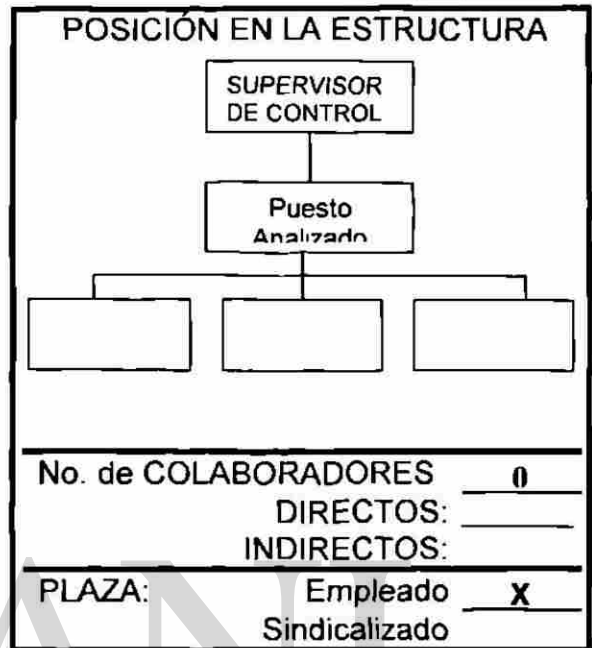 POSICIÓN EN LA ESTRUCTURA
SUPERVISOR
DE CONTROL
Puesto
Analizado
No. de COLABORADORES 0
DIRECTOS:
INDIRECTOS:
PLAZA: Empleado X
Sindicalizado